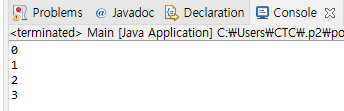 Problems @ Javadoc Declaration Console
<terminated> Main [Java Application] C:₩Users₩CTC₩.p2₩po
0
1
2
3